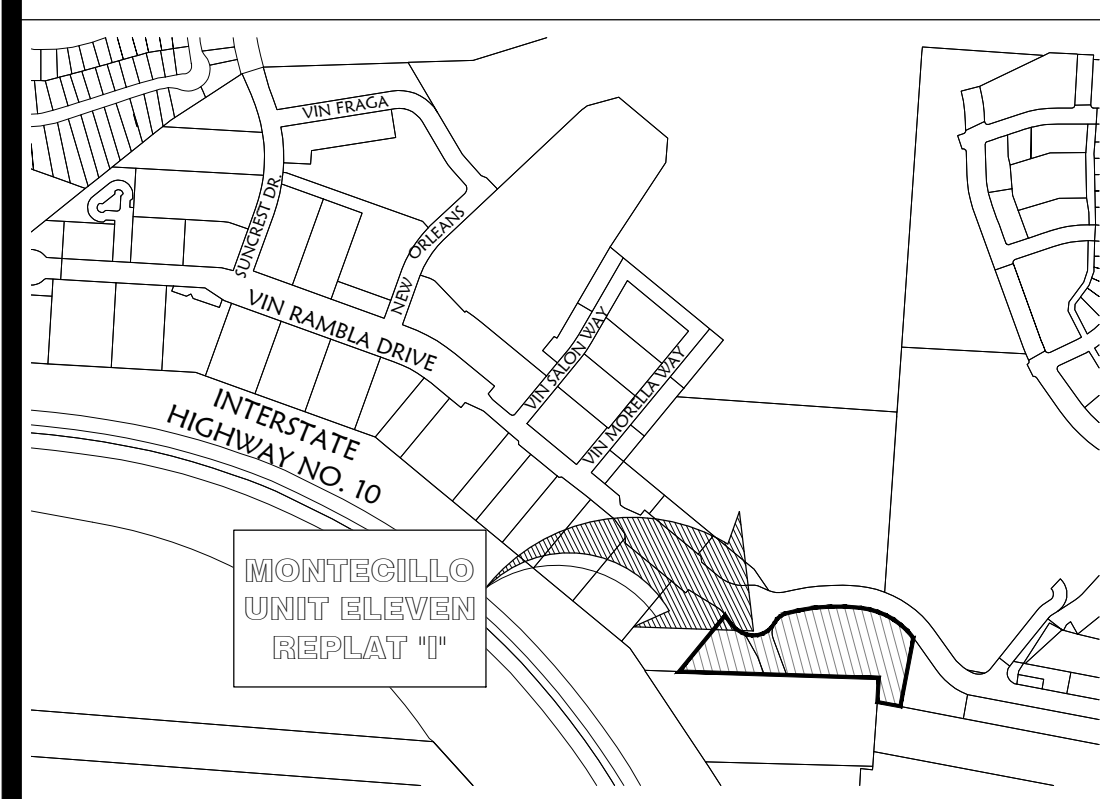 VIN FRAGA
SUNCREST DR.
NEW ORLEANS
VIN RAMBLA DRIVE
VIN SALON WAY
VIN MORELLA WAY
INTERSTATE
HIGHWAY NO. 10
MONTECILLO
UNIT ELEVEN
REPLAT "I"